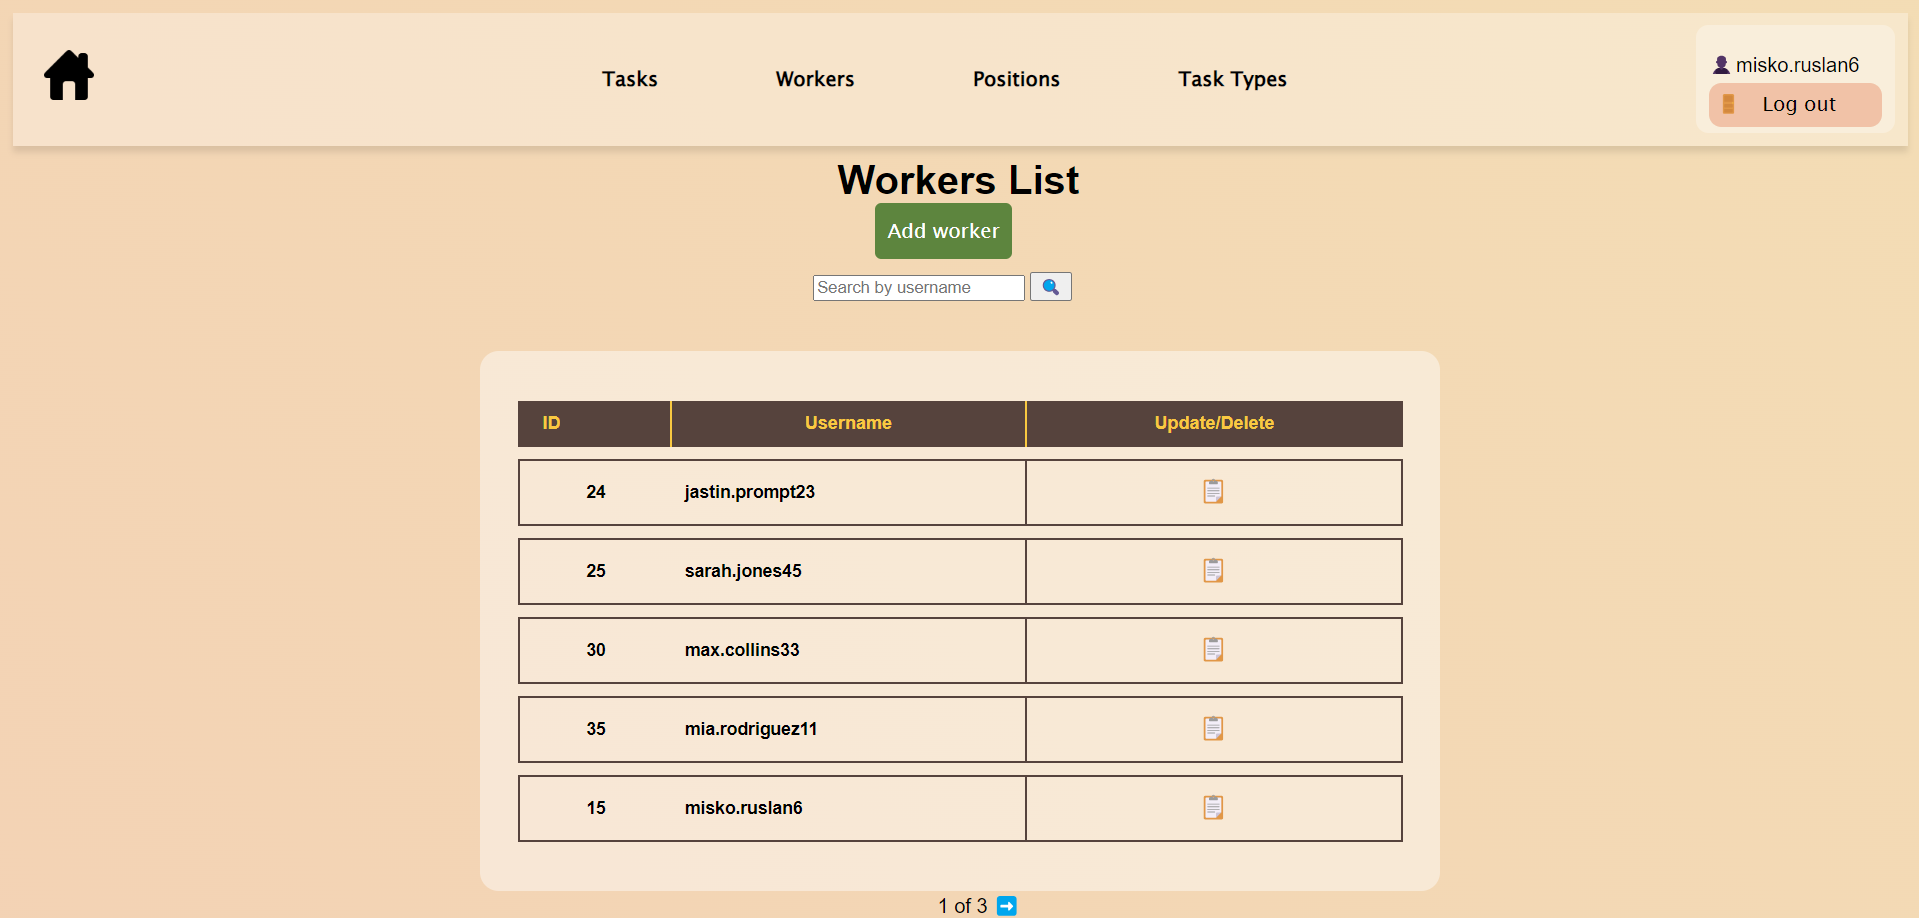 Tasks Workers Positions Task Types
misko.ruslan6
Log out
Workers List
Add worker
Search by username
ID Username Update/Delete
24 jastin.prompt23
25 sarah.jones45
30 max.collins33
35 mia.rodriguez11
15 misko.ruslan6
1 of 3